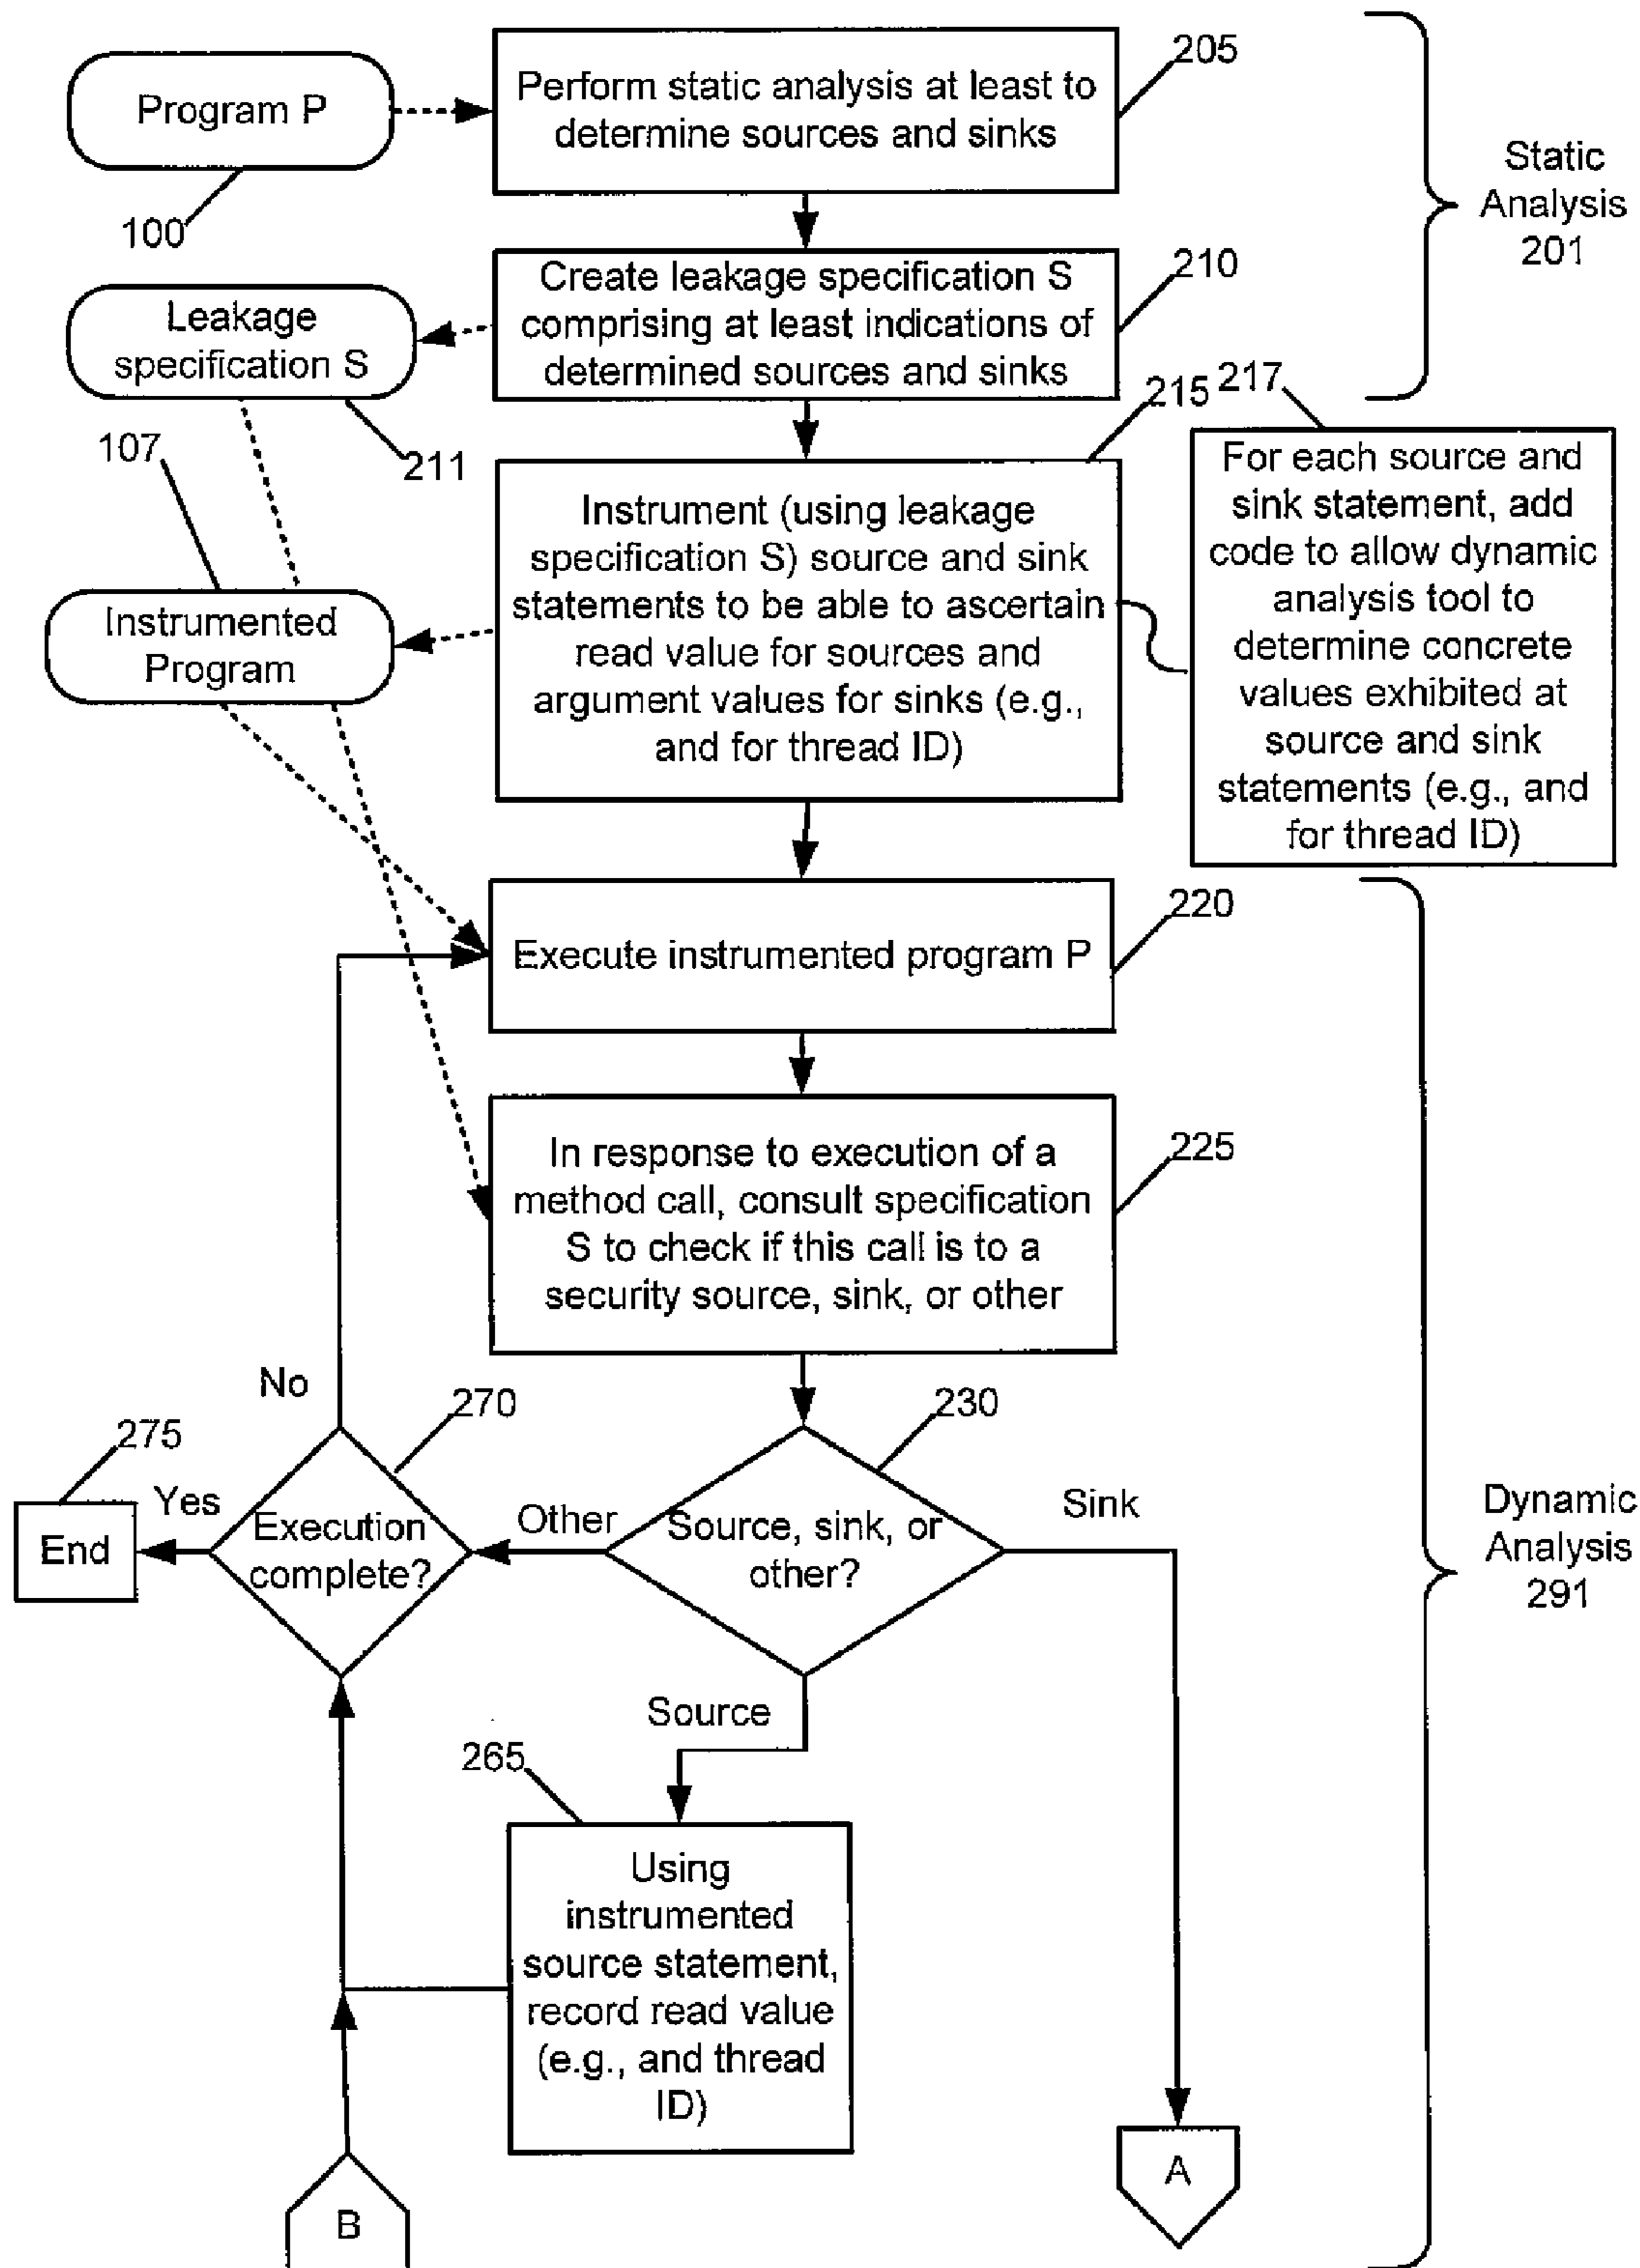 205
Program P
Perform static analysis at least to
determine sources and sinks
Static
Analysis
201
100
210
Create leakage specification S
comprising at least indications of
determined sources and sinks
Leakage
specification S
211
215
217
107
For each source and
sink statement, add
code to allow dynamic
analysis tool to
determine concrete
values exhibited at
source and sink
statements (e.g., and
for thread ID)
Instrument (using leakage
specification S) source and sink
statements to be able to ascertain
read value for sources and
argument values for sinks (e.g.,
and for thread ID)
Instrumented
Program
220
Execute instrumented program P
225
In response to execution of a
method call, consult specification
S to check if this call is to a
security source, sink, or other
No
270
230
275
Yes
End
Execution
complete?
Other
Source, sink, or
other?
Sink
Dynamic
Analysis
291
Source
265
Using
instrumented
source statement,
record read value
(e.g., and thread
ID)
A
B